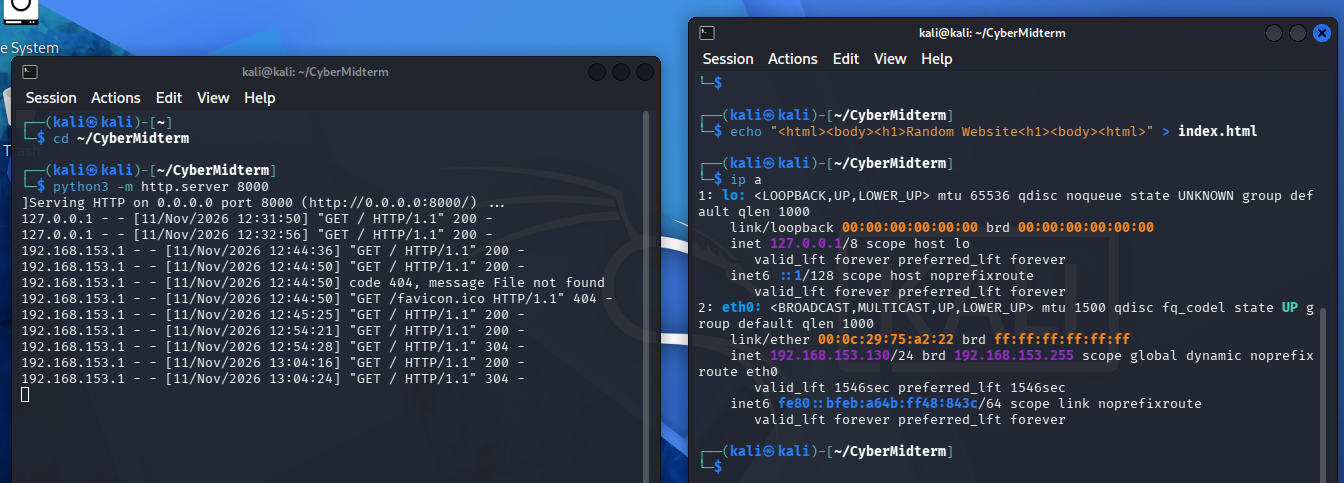 e System
kali@kali: ~/CyberMidterm
Session Actions Edit View Help
┌──(kali㉿kali)-[~]
└─$ cd ~/CyberMidterm
┌──(kali㉿kali)-[~/CyberMidterm]
└─$ python3 -m http.server 8000
]Serving HTTP on 0.0.0.0 port 8000 (http://0.0.0.0:8000/) ...
127.0.0.1 - - [11/Nov/2026 12:31:50] "GET / HTTP/1.1" 200 -
127.0.0.1 - - [11/Nov/2026 12:32:56] "GET / HTTP/1.1" 200 -
192.168.153.1 - - [11/Nov/2026 12:44:36] "GET / HTTP/1.1" 200 -
192.168.153.1 - - [11/Nov/2026 12:44:50] "GET / HTTP/1.1" 200 -
192.168.153.1 - - [11/Nov/2026 12:44:50] code 404, message File not found
192.168.153.1 - - [11/Nov/2026 12:44:50] "GET /favicon.ico HTTP/1.1" 404 -
192.168.153.1 - - [11/Nov/2026 12:45:25] "GET / HTTP/1.1" 200 -
192.168.153.1 - - [11/Nov/2026 12:54:21] "GET / HTTP/1.1" 200 -
192.168.153.1 - - [11/Nov/2026 12:54:28] "GET / HTTP/1.1" 304 -
192.168.153.1 - - [11/Nov/2026 13:04:16] "GET / HTTP/1.1" 200 -
192.168.153.1 - - [11/Nov/2026 13:04:24] "GET / HTTP/1.1" 304 -
kali@kali: ~/CyberMidterm
Session Actions Edit View Help
└─$
┌──(kali㉿kali)-[~/CyberMidterm]
└─$ echo "<html><body><h1>Random Website<h1><body><html>" > index.html
┌──(kali㉿kali)-[~/CyberMidterm]
└─$ ip a
1: lo: <LOOPBACK,UP,LOWER_UP> mtu 65536 qdisc noqueue state UNKNOWN group def
ault qlen 1000
link/loopback 00:00:00:00:00:00 brd 00:00:00:00:00:00
inet 127.0.0.1/8 scope host lo
valid_lft forever preferred_lft forever
inet6 ::1/128 scope host noprefixroute
valid_lft forever preferred_lft forever
2: eth0: <BROADCAST,MULTICAST,UP,LOWER_UP> mtu 1500 qdisc fq_codel state UP g
roup default qlen 1000
link/ether 00:0c:29:75:a2:22 brd ff:ff:ff:ff:ff:ff
inet 192.168.153.130/24 brd 192.168.153.255 scope global dynamic noprefix
route eth0
valid_lft 1546sec preferred_lft 1546sec
inet6 fe80::bfeb:a64b:ff48:843c/64 scope link noprefixroute
valid_lft forever preferred_lft forever
┌──(kali㉿kali)-[~/CyberMidterm]
└─$